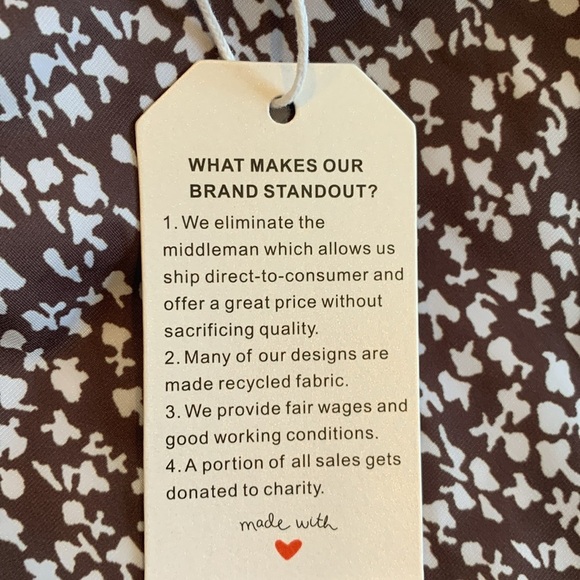 WHAT MAKES OUR
BRAND STANDOUT?
1. We eliminate the
middleman which allows us
ship direct-to-consumer and
offer a great price without
sacrificing quality.
2. Many of our designs are
made recycled fabric.
3. We provide fair wages and
good working conditions.
4. A portion of all sales gets
donated to charity.
made with